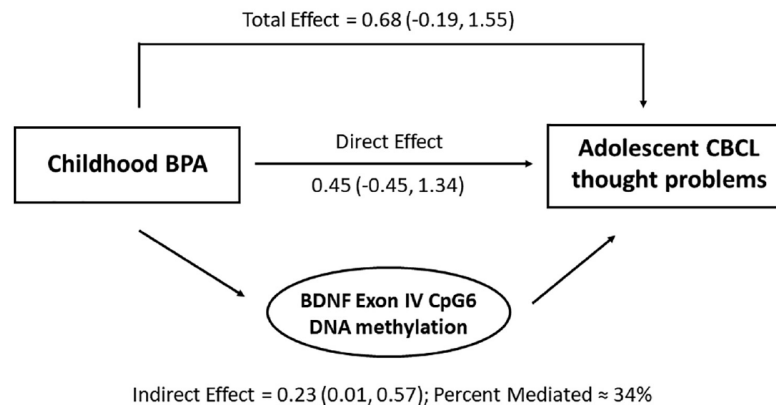 Total Effect = 0.68 (-0.19, 1.55)
Childhood BPA
Direct Effect
0.45 (-0.45, 1.34)
Adolescent CBCL
thought problems
BDNF Exon IV CpG6
DNA methylation
Indirect Effect = 0.23 (0.01, 0.57); Percent Mediated ≈ 34%